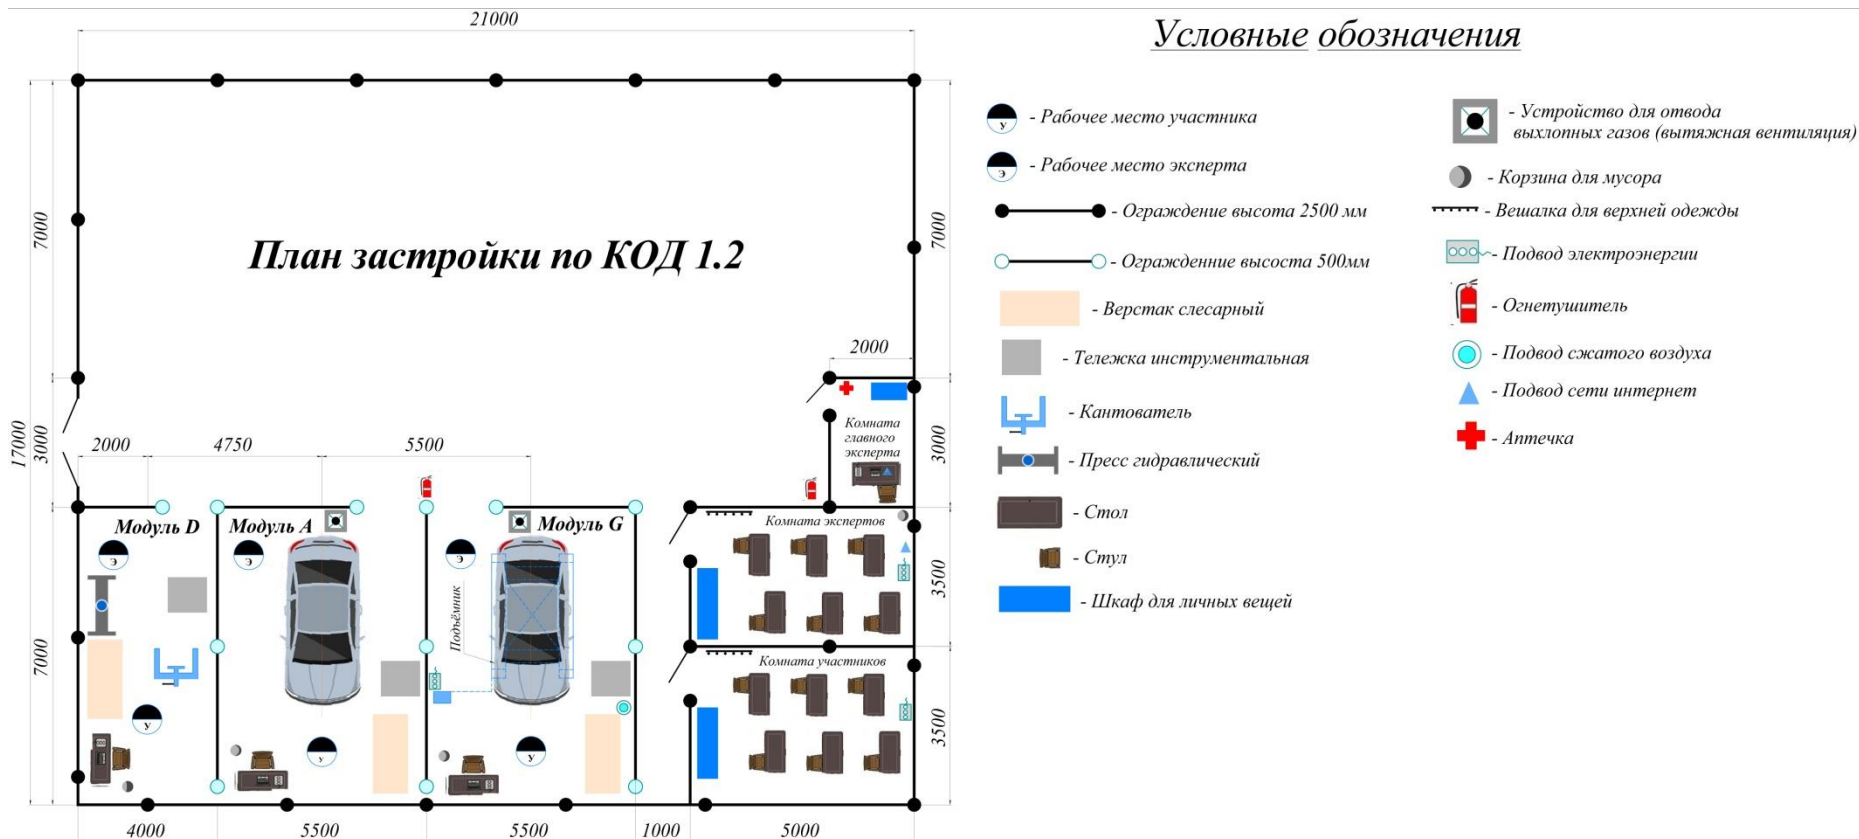 21000
Условные обозначения
7000
7000
План застройки по КОД 1.2
17000
3000
2000
4750
5500
2000
Комната
главного
эксперта
3000
Модуль D
Модуль A
Модуль G
Э
Э
Э
Подъёмник
7000
У
У
У
Комната экспертов
3500
Комната участников
3500
4000
5500
5500
1000
5000
У
- Рабочее место участника
Э
- Рабочее место эксперта
- Ограждение высота 2500 мм
- Огражденние высоста 500мм
- Верстак слесарный
- Тележка инструментальная
- Кантователь
- Пресс гидравлический
- Стол
- Стул
- Шкаф для личных вещей
- Устройство для отвода
выхлопных газов (вытяжная вентиляция)
- Корзина для мусора
- Вешалка для верхней одежды
- Подвод электроэнергии
- Огнетушитель
- Подвод сжатого воздуха
- Подвод сети интернет
- Аптечка